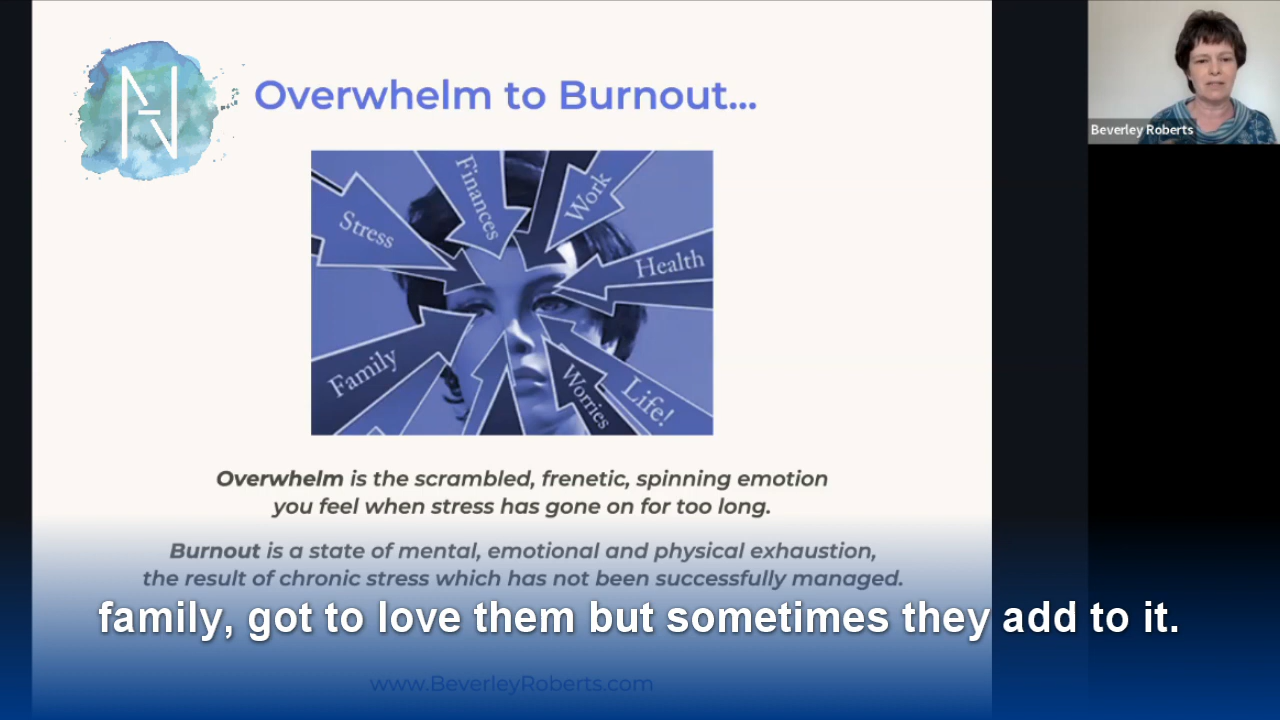 Overwhelm to Burnout...
Finances
Work
Stress
Health
Family
Worries
Life!
Overwhelm is the scrambled, frenetic, spinning emotion
you feel when stress has gone on for too long.
Burnout is a state of mental, emotional and physical exhaustion,
the result of chronic stress which has not been successfully managed.
family, got to love them but sometimes they add to it.
www.BeverleyRoberts.com
Beverley Roberts